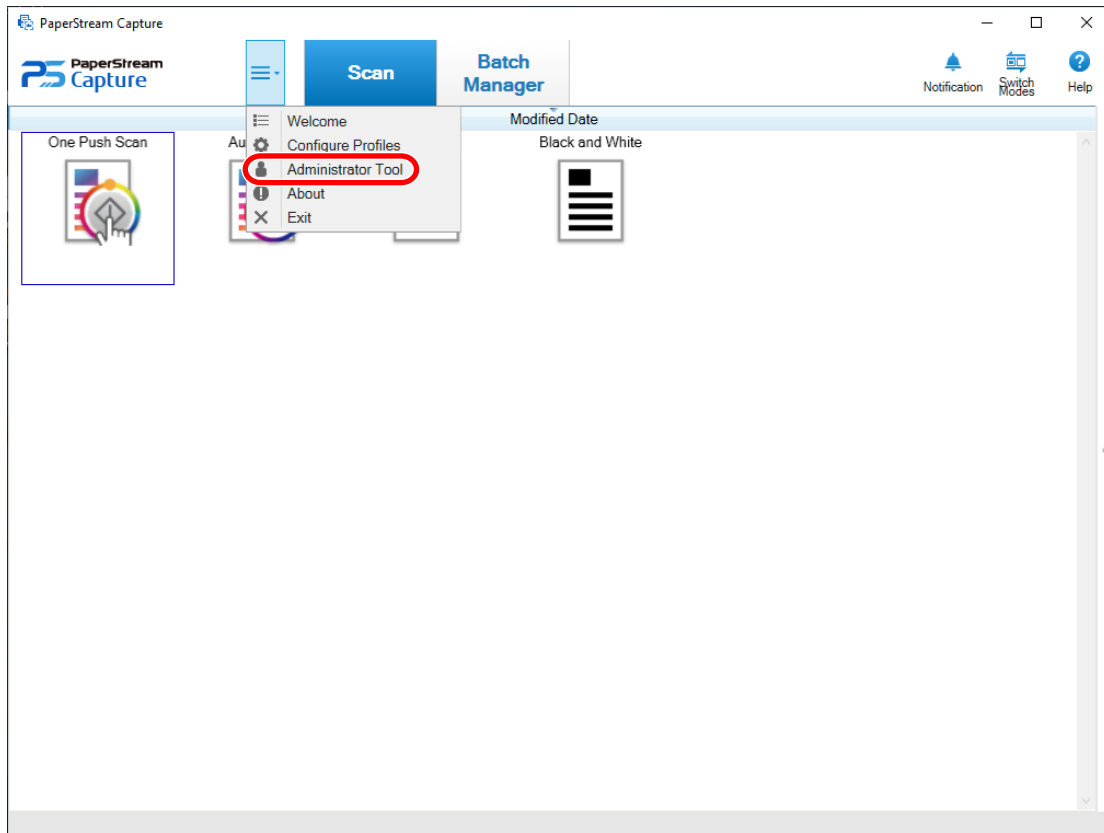 PaperStream Capture
PaperStream
Capture
Scan
Batch
Manager
Notification
Switch
Modes
Help
Modified Date
Welcome
Configure Profiles
Administrator Tool
About
Exit
One Push Scan
Au
Black and White